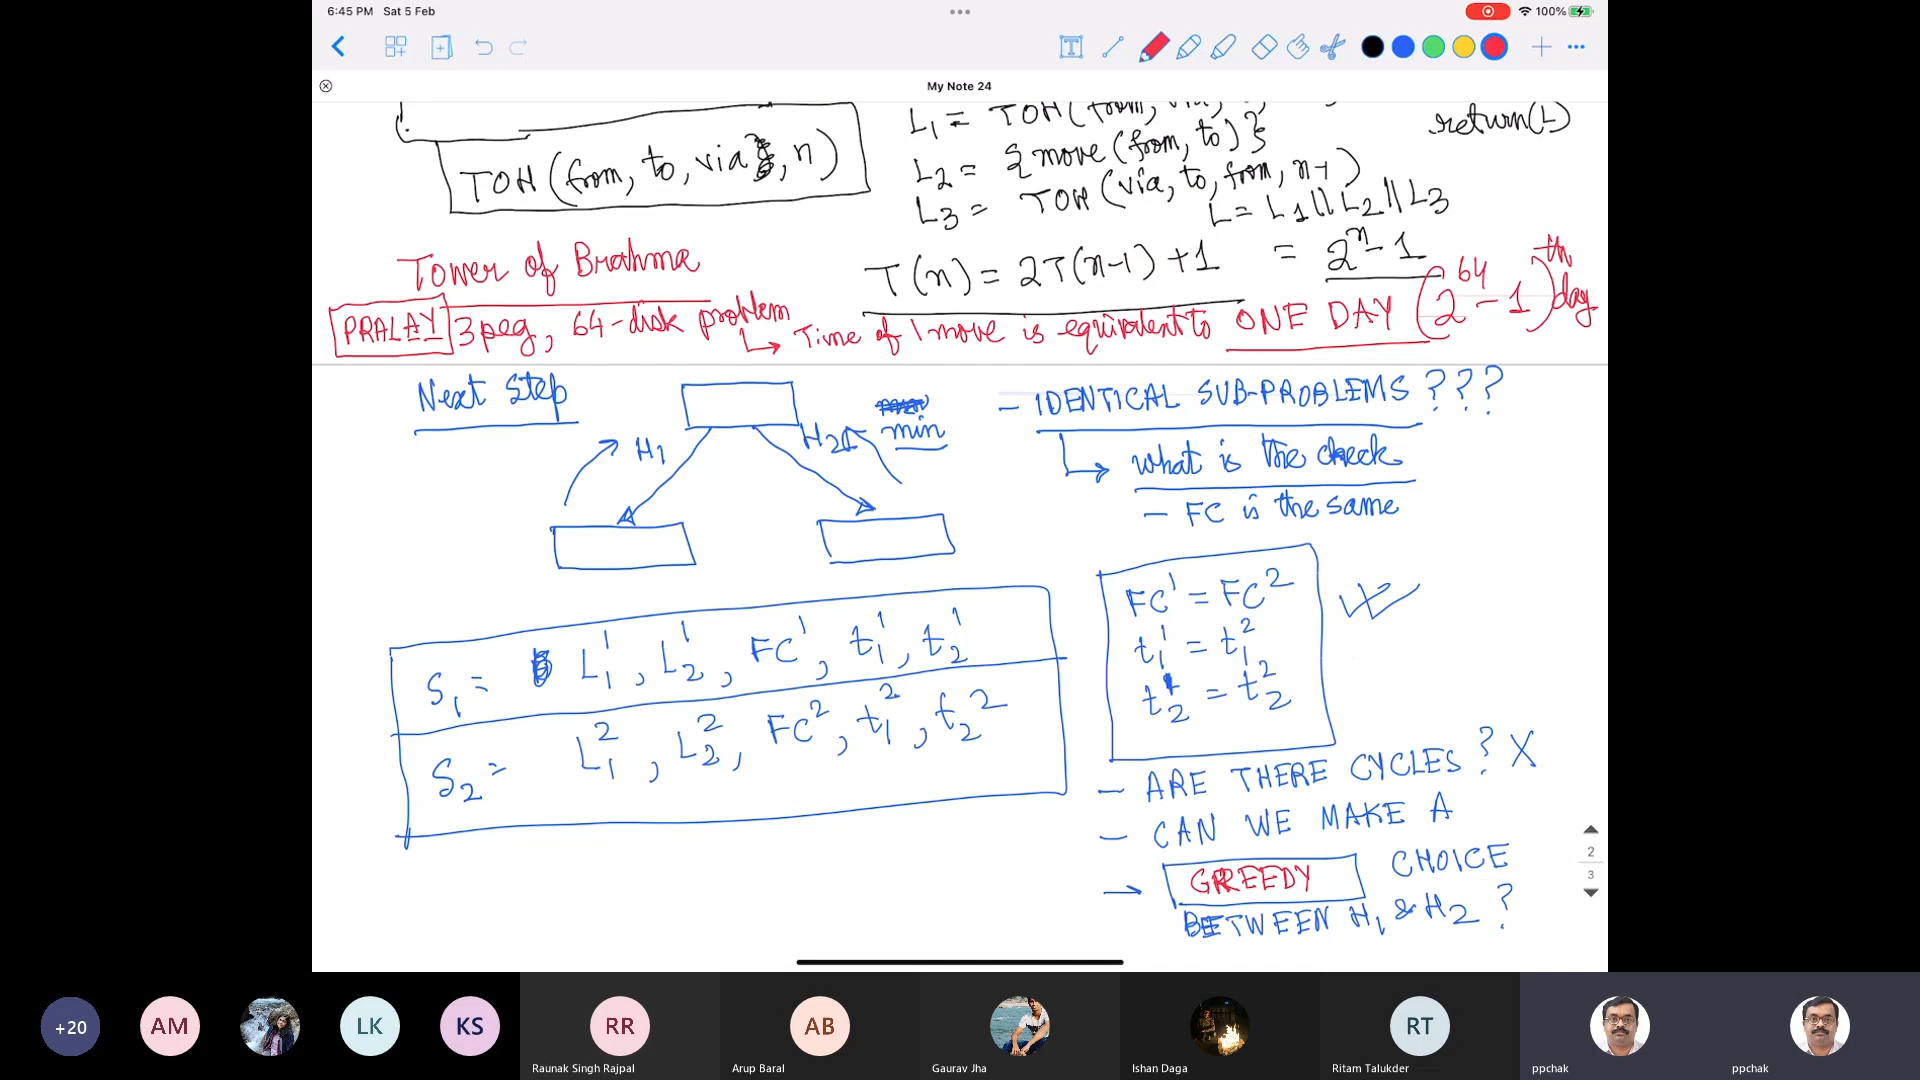 6:45 PM Sat 5 Feb
100%
My Note 24
TOH (from, to, via, n)
L1 = TOH (from, via,
L2 = {move (from, to)}
L3 = TOH (via, to, from, n-1)
L = L1 || L2 || L3
return (L)
Tower of Brahma
T(n) = 2T(n-1) + 1 = 2^n - 1
PRALAY 3 peg, 64-disk problem
↳ Time of 1 move is equivalent to ONE DAY (2^64 - 1)^th day
Next Step
H1
H2
min
- IDENTICAL SUB-PROBLEMS ???
↳ what is the check
- FC is the same
S1 = L1^1, L2^1, FC^1, t1^1, t2^1
S2 = L1^2, L2^2, FC^2, t1^2, t2^2
FC^1 = FC^2
t1^1 = t1^2
t2^1 = t2^2
- ARE THERE CYCLES? X
- CAN WE MAKE A
→ GREEDY CHOICE
BETWEEN H1 & H2 ?
2
3
+20
AM
LK
KS
RR
AB
RT
Raunak Singh Rajpal
Arup Baral
Gaurav Jha
Ishan Daga
Ritam Talukder
ppchak
ppchak